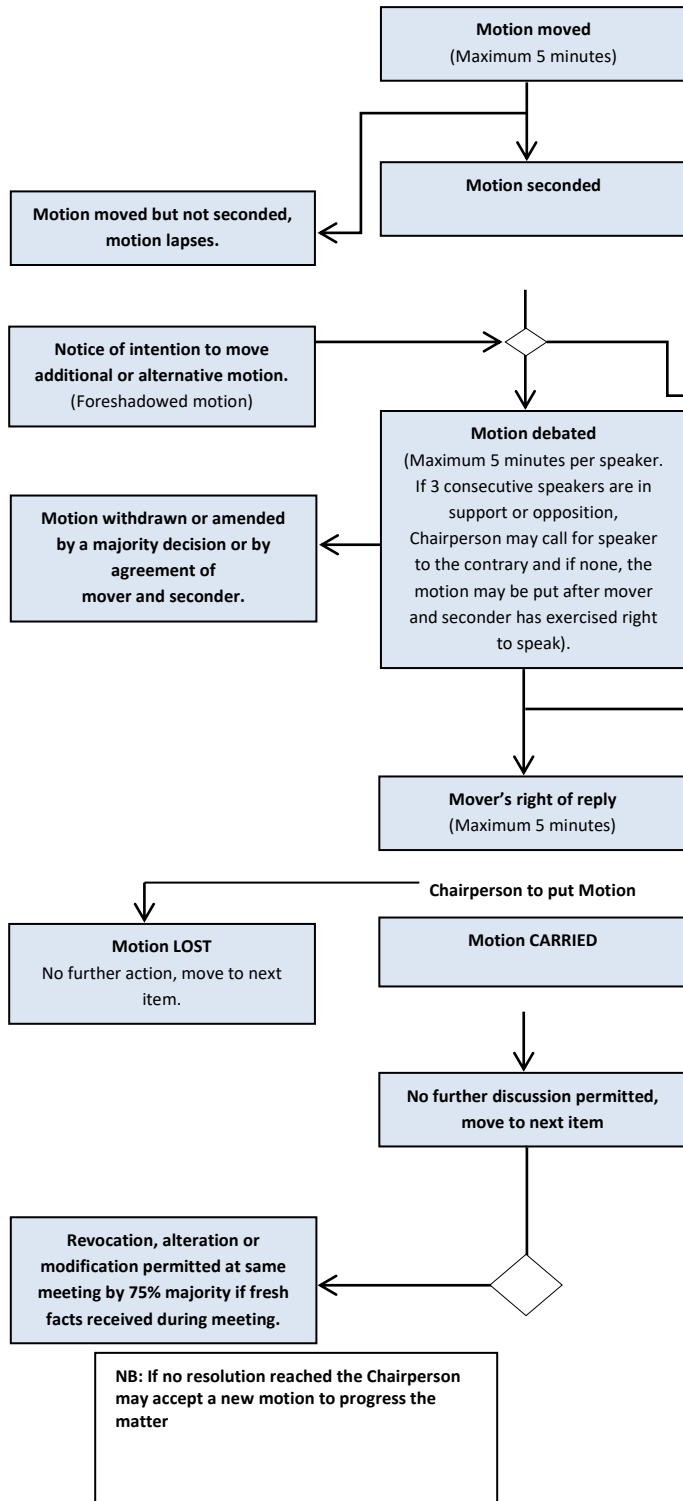 Motion moved
(Maximum 5 minutes)
Motion seconded
Motion moved but not seconded,
motion lapses.
Notice of intention to move
additional or alternative motion.
(Foreshadowed motion)
Motion debated
(Maximum 5 minutes per speaker.
If 3 consecutive speakers are in
support or opposition,
Chairperson may call for speaker
to the contrary and if none, the
motion may be put after mover
and seconder has exercised right
to speak).
Motion withdrawn or amended
by a majority decision or by
agreement of
mover and seconder.
Mover’s right of reply
(Maximum 5 minutes)
Chairperson to put Motion
Motion LOST
No further action, move to next
item.
Motion CARRIED
No further discussion permitted,
move to next item
Revocation, alteration or
modification permitted at same
meeting by 75% majority if fresh
facts received during meeting.
NB: If no resolution reached the Chairperson
may accept a new motion to progress the
matter